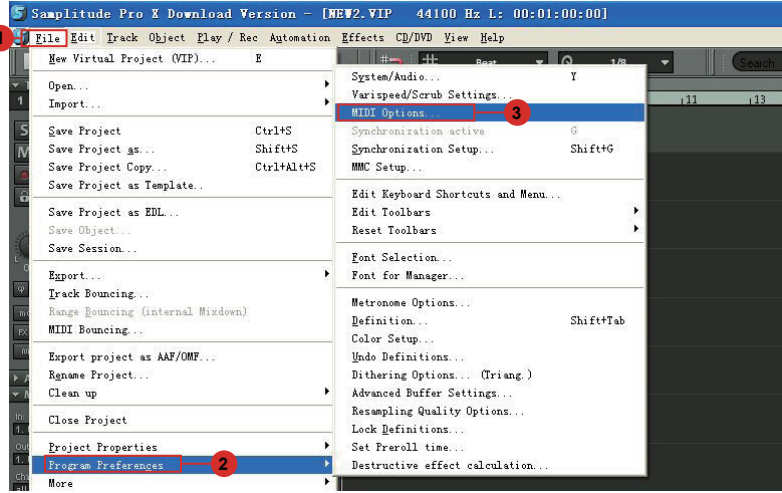 Samplitude Pro X Download Version - [NEW2.VIP 44100 Hz L: 00:01:00:00]
File Edit Track Object Play / Rec Automation Effects CD/DVD View Help
New Virtual Project (VIP)... E
Open...
Import...
Save Project Ctrl+S
Save Project as... Shift+S
Save Project Copy... Ctrl+Alt+S
Save Project as Template..
Save Project as EDL...
Save Object...
Save Session...
Export...
Track Bouncing...
Range Bouncing (internal Mixdown)
MIDI Bouncing...
Export project as AAF/OMF...
Rename Project...
Clean up
Close Project
Project Properties
Program Preferences 2
More
Beat 1/8 Search
System/Audio... Y
Varispeed/Scrub Settings...
MIDI Options... 3
Synchronization active G
Synchronization Setup... Shift+G
MMC Setup...
Edit Keyboard Shortcuts and Menu...
Edit Toolbars
Reset Toolbars
Font Selection...
Font for Manager...
Metronome Options...
Definition... Shift+Tab
Color Setup...
Undo Definitions...
Dithering Options... (Triang.)
Advanced Buffer Settings...
Resampling Quality Options...
Lock Definitions...
Set Preroll time...
Destructive effect calculation...
11 13